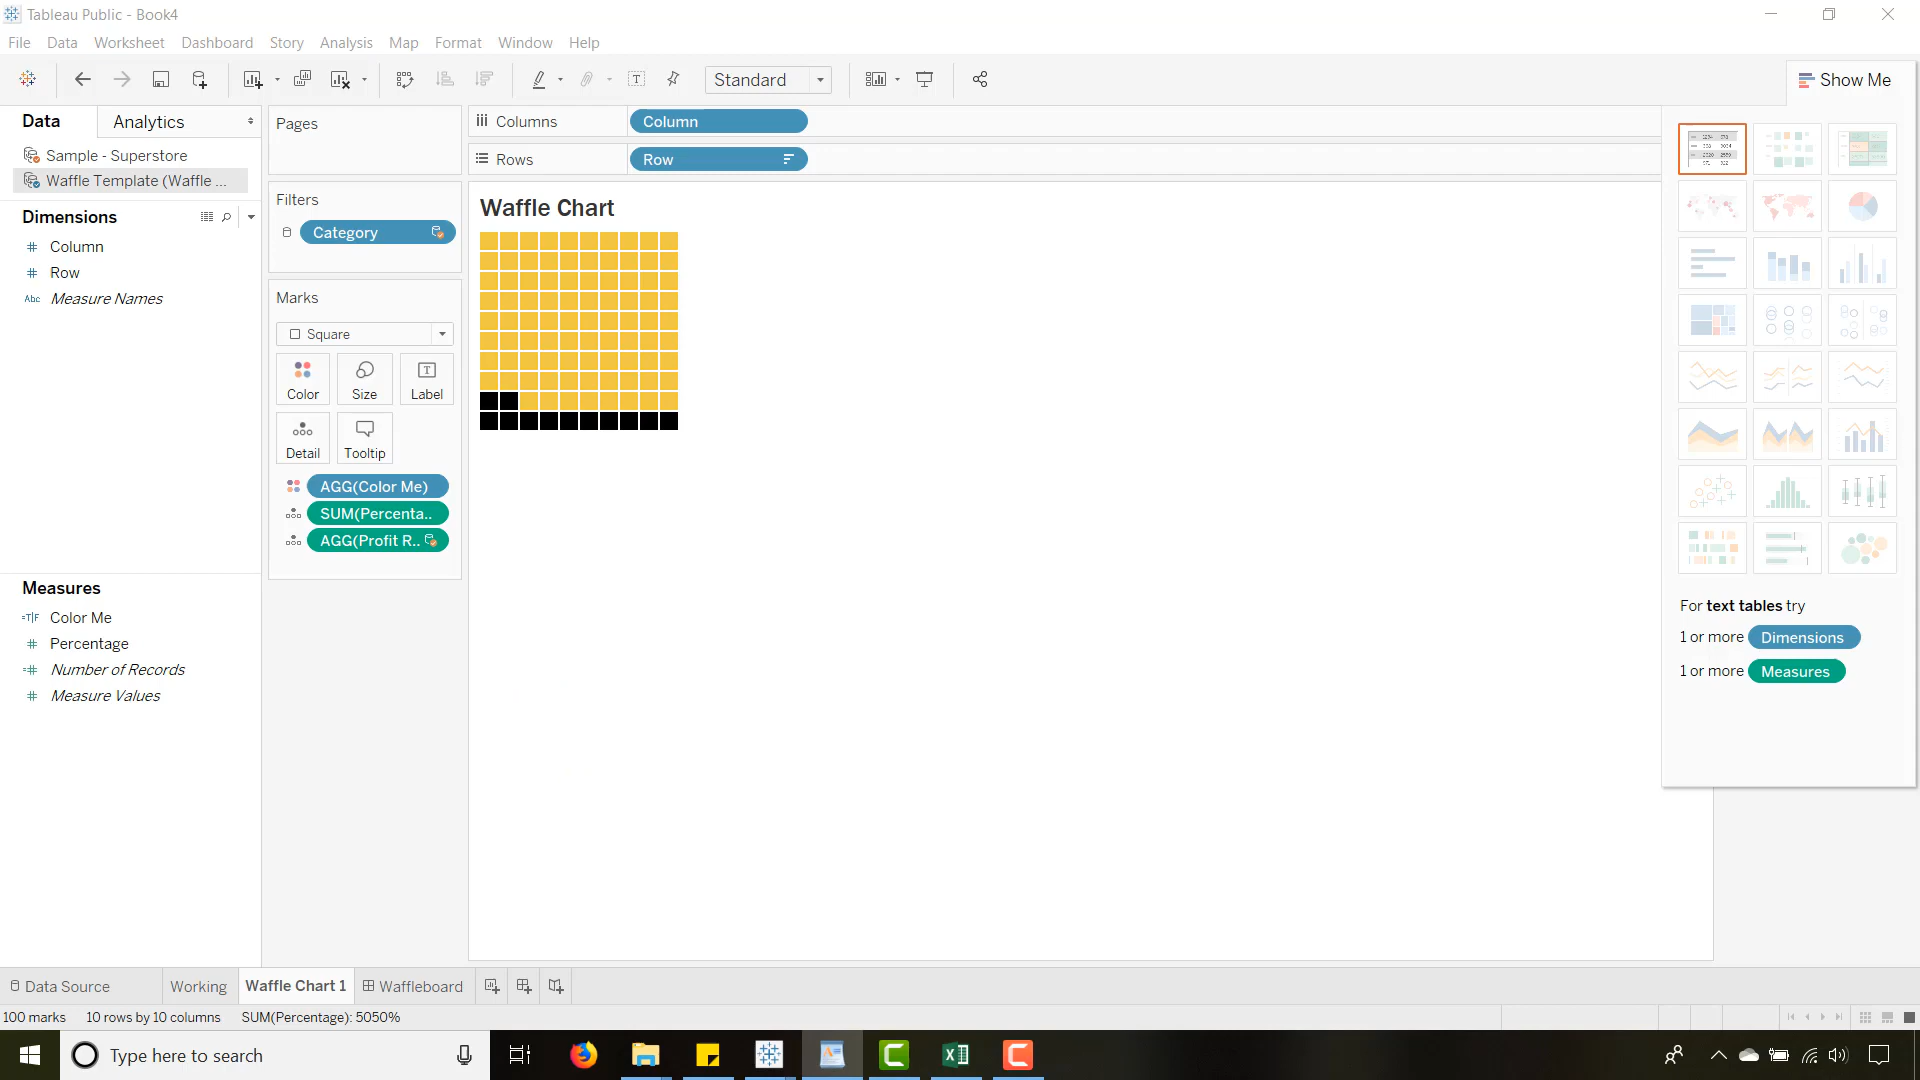 Tableau Public - Book4
File Data Worksheet Dashboard Story Analysis Map Format Window Help
Standard
Show Me
Data Analytics
Sample - Superstore
Waffle Template (Waffle ...
Dimensions
Column
Row
Abc Measure Names
Measures
=T|F Color Me
Percentage
Number of Records
Measure Values
Pages
Filters
Category
Marks
Square
Color Size Label
Detail Tooltip
AGG(Color Me)
SUM(Percenta..
AGG(Profit R..
Columns Column
Rows Row
Waffle Chart
For text tables try
1 or more Dimensions
1 or more Measures
Data Source Working Waffle Chart 1 Waffleboard
100 marks 10 rows by 10 columns SUM(Percentage): 5050%
Type here to search